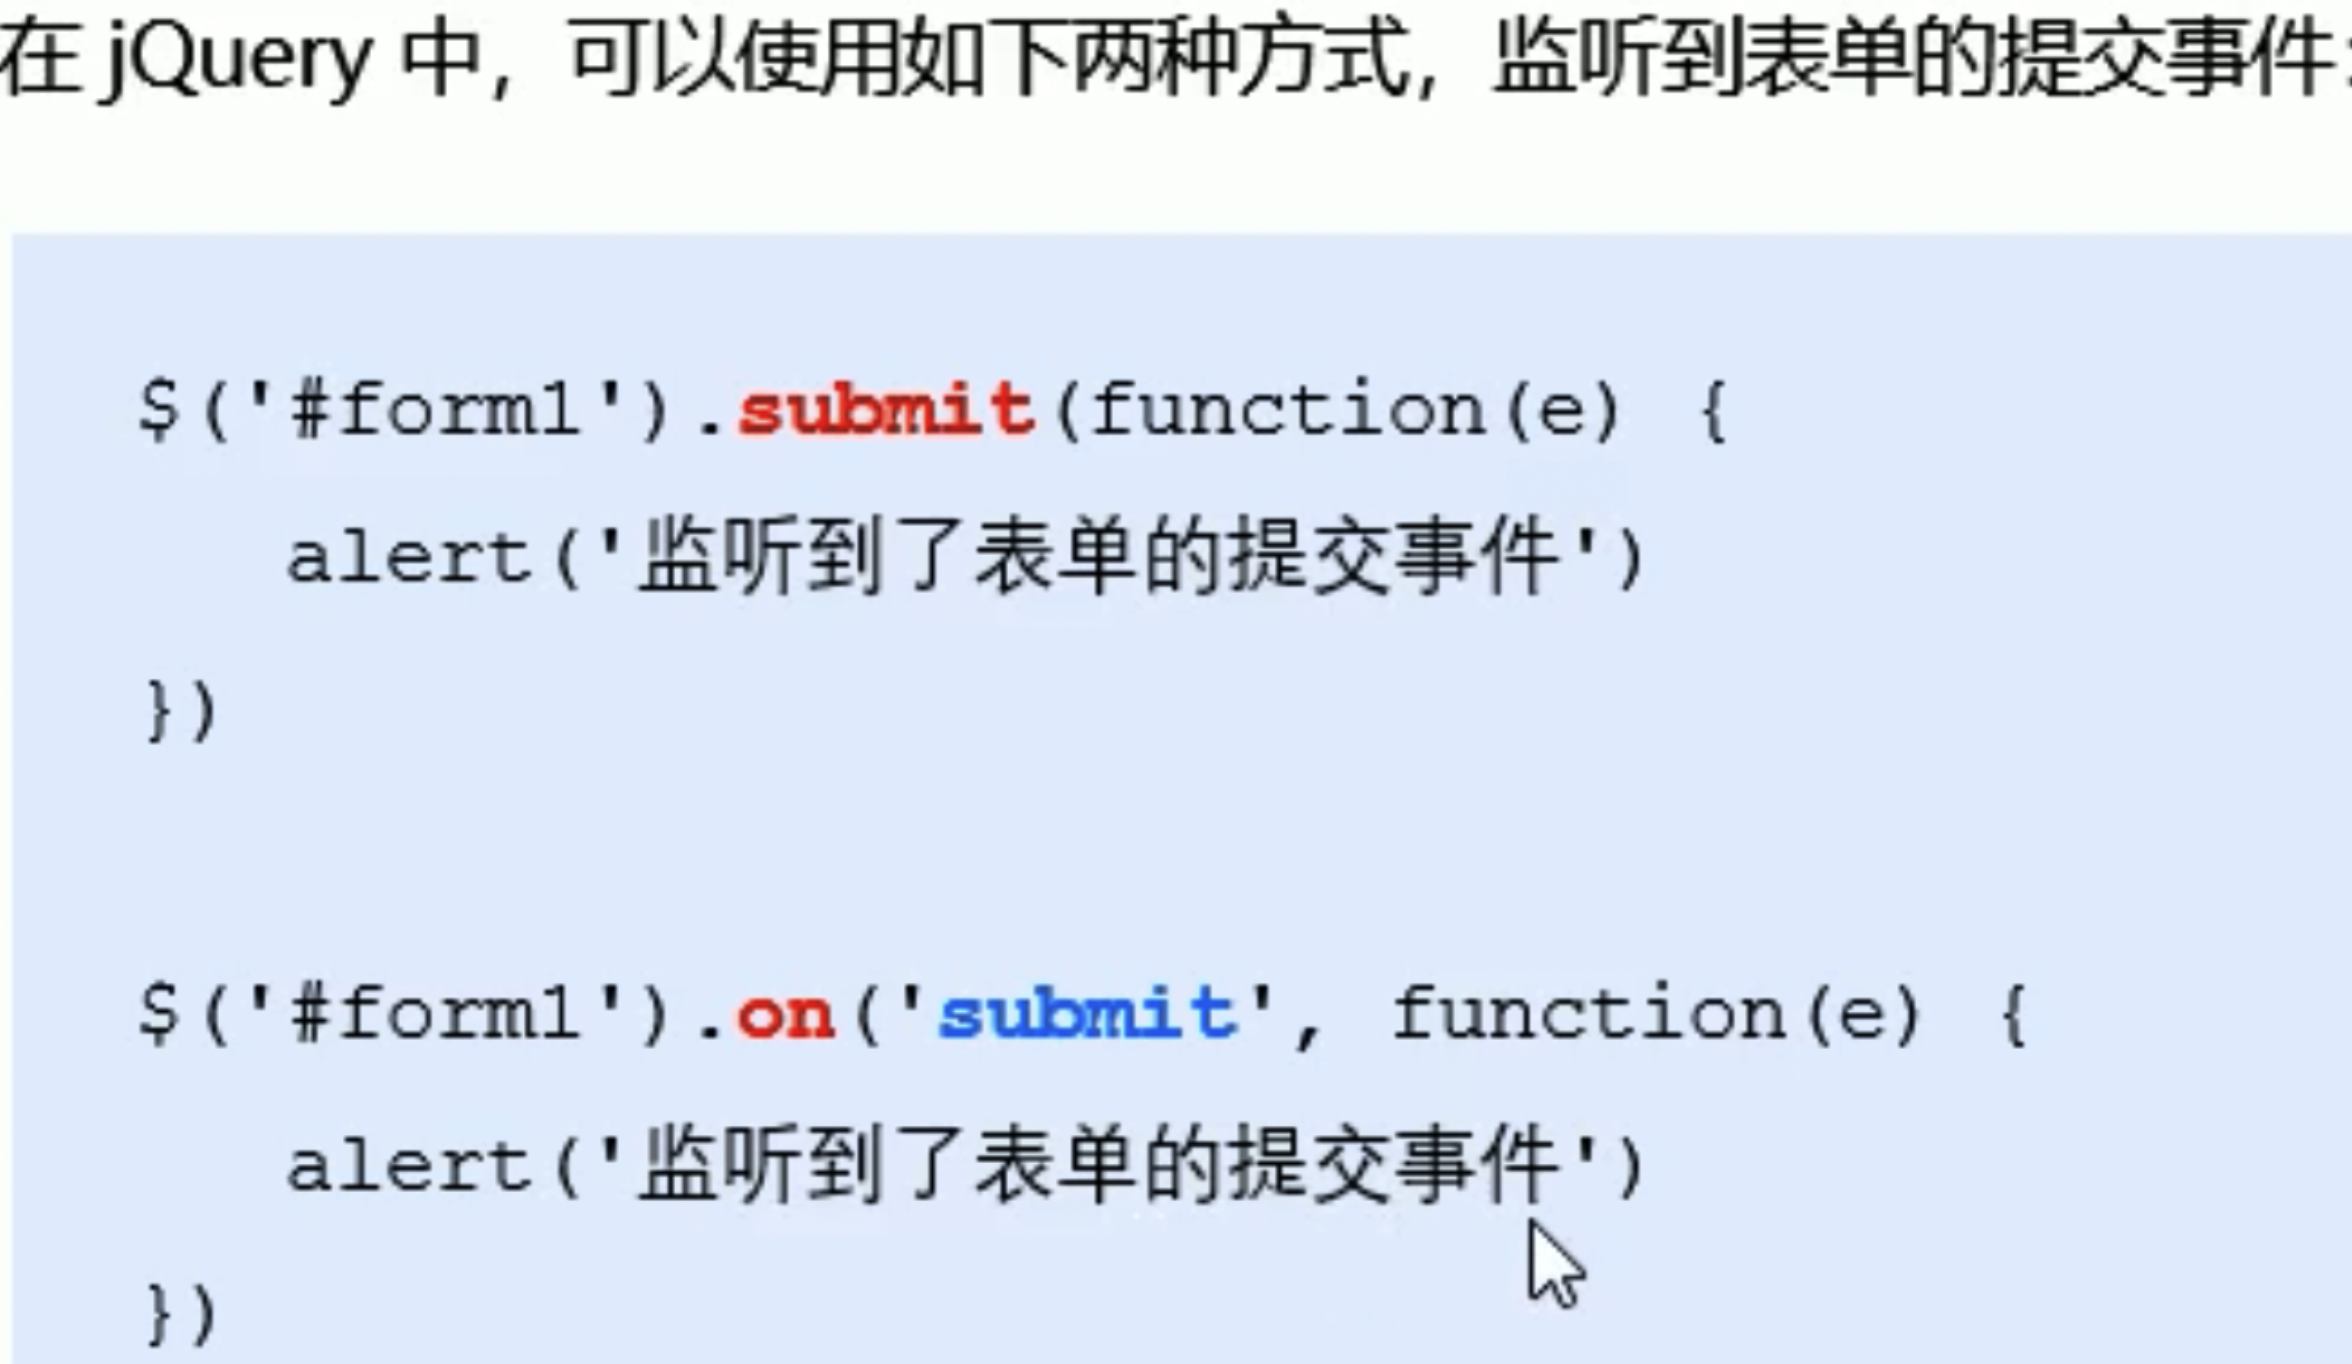 在 jQuery 中，可以使用如下两种方式，监听到表单的提交事件：
$('#form1').submit(function(e) {
alert('监听到了表单的提交事件')
})
$('#form1').on('submit', function(e) {
alert('监听到了表单的提交事件')
})